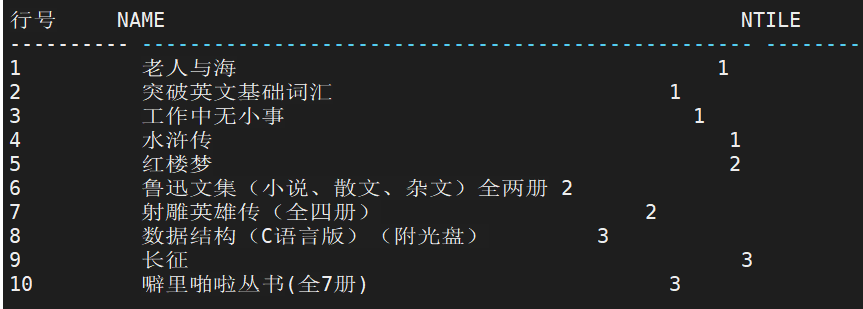 行号 NAME NTILE
---------- --------------------------------------------------- --------
1 老人与海 1
2 突破英文基础词汇 1
3 工作中无小事 1
4 水浒传 1
5 红楼梦 2
6 鲁迅文集（小说、散文、杂文）全两册 2
7 射雕英雄传（全四册） 2
8 数据结构（C语言版）（附光盘） 3
9 长征 3
10 噼里啪啦丛书(全7册) 3